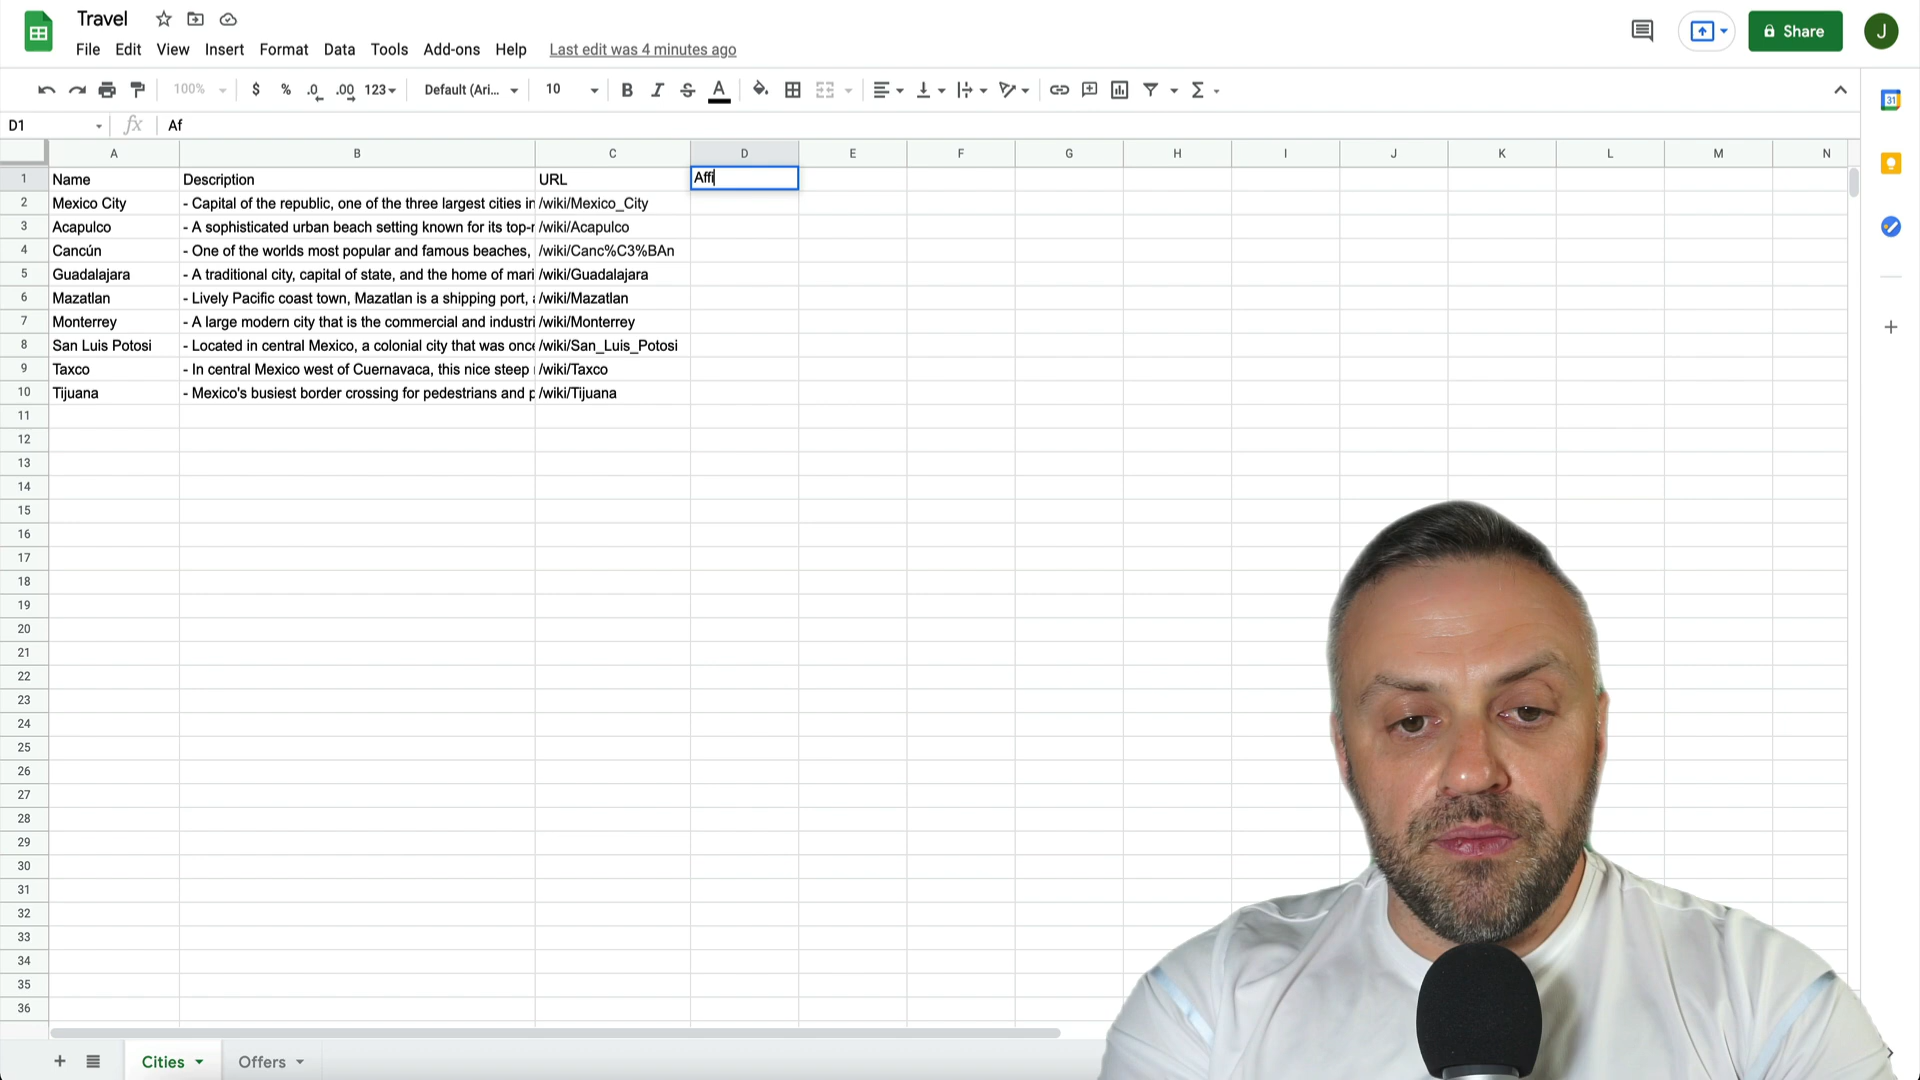 Travel
File Edit View Insert Format Data Tools Add-ons Help Last edit was 4 minutes ago
Share J
100% $ % .0 .00 123 Default (Ari... 10 B I S A Σ
31
D1 fx Af
A B C D E F G H I J K L M N
1 Name Description URL Affi
2 Mexico City - Capital of the republic, one of the three largest cities in /wiki/Mexico_City
3 Acapulco - A sophisticated urban beach setting known for its top-r /wiki/Acapulco
4 Cancún - One of the worlds most popular and famous beaches, /wiki/Canc%C3%BAn
5 Guadalajara - A traditional city, capital of state, and the home of mari /wiki/Guadalajara
6 Mazatlan - Lively Pacific coast town, Mazatlan is a shipping port, /wiki/Mazatlan
7 Monterrey - A large modern city that is the commercial and industri /wiki/Monterrey
8 San Luis Potosi - Located in central Mexico, a colonial city that was once /wiki/San_Luis_Potosi
9 Taxco - In central Mexico west of Cuernavaca, this nice steep /wiki/Taxco
10 Tijuana - Mexico's busiest border crossing for pedestrians and p /wiki/Tijuana
11
12
13
14
15
16
17
18
19
20
21
22
23
24
25
26
27
28
29
30
31
32
33
34
35
36
Cities Offers